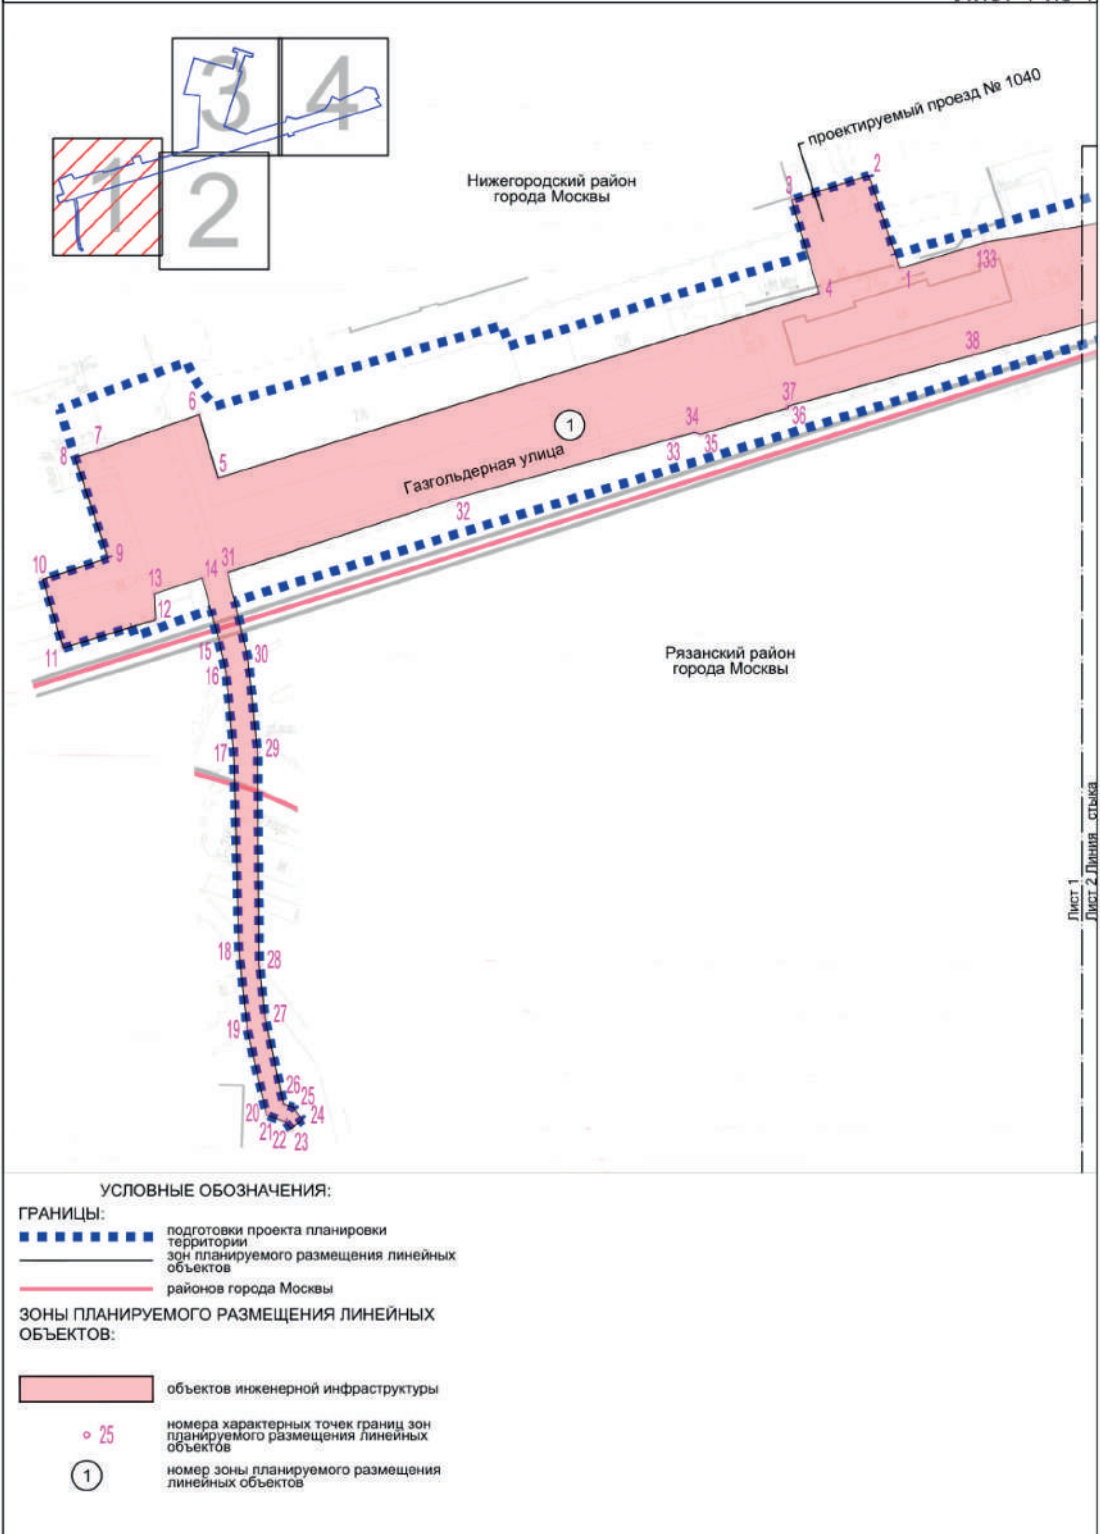 3
4
1
2
проектируемый проезд № 1040
Нижегородский район
города Москвы
2
3
1
133
4
38
37
36
6
34
35
33
7
8
5
1
Газгольдерная улица
32
9
10
14
31
13
12
11
15
30
16
Рязанский район
города Москвы
17
29
18
28
27
19
26
25
20
24
21
22
23
Лист 1
Лист 2 Линия стыка
УСЛОВНЫЕ ОБОЗНАЧЕНИЯ:
ГРАНИЦЫ:
подготовки проекта планировки
территории
зон планируемого размещения линейных
объектов
районов города Москвы
ЗОНЫ ПЛАНИРУЕМОГО РАЗМЕЩЕНИЯ ЛИНЕЙНЫХ
ОБЪЕКТОВ:
объектов инженерной инфраструктуры
25
номера характерных точек границ зон
планируемого размещения линейных
объектов
1
номер зоны планируемого размещения
линейных объектов